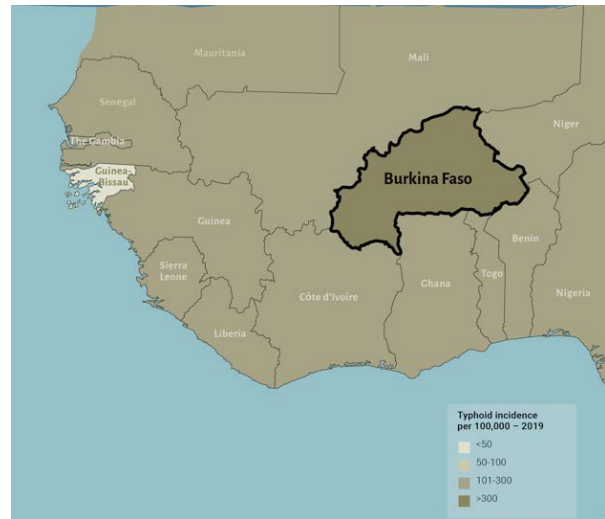 Mauritania
Mali
Senegal
Niger
The Gambia
Guinea-
Bissau
Burkina Faso
Guinea
Benin
Sierra
Leone
Togo
Ghana
Côte d'Ivoire
Nigeria
Liberia
Typhoid incidence
per 100,000 – 2019
<50
50-100
101-300
>300